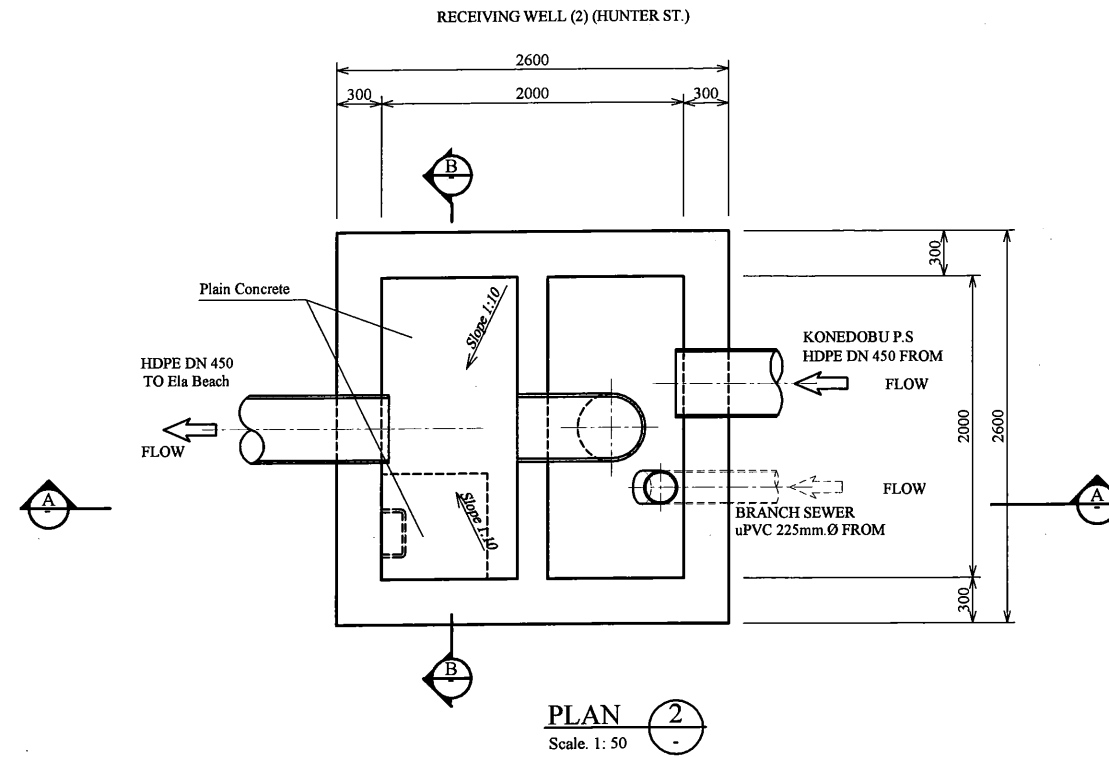 RECEIVING WELL (2) (HUNTER ST.)
2600
300
2000
300
B
-
300
Plain Concrete
Slope 1:10
KONEDOBU P.S
HDPE DN 450 FROM
FLOW
HDPE DN 450
TO Ela Beach
FLOW
2000
2600
A
-
Slope 1:10
FLOW
A
-
BRANCH SEWER
uPVC 225mm.Ø FROM
300
B
-
PLAN
2
-
Scale. 1: 50